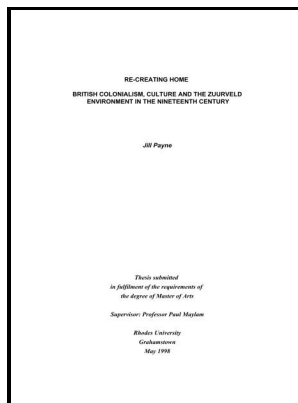 RE-CREATING HOME
BRITISH COLONIALISM, CULTURE AND THE ZUURVELD
ENVIRONMENT IN THE NINETEENTH CENTURY
Jill Payne
Thesis submitted
in fulfilment of the requirements of
the degree of Master of Arts
Supervisor: Professor Paul Maylam
Rhodes University
Grahamstown
May 1998